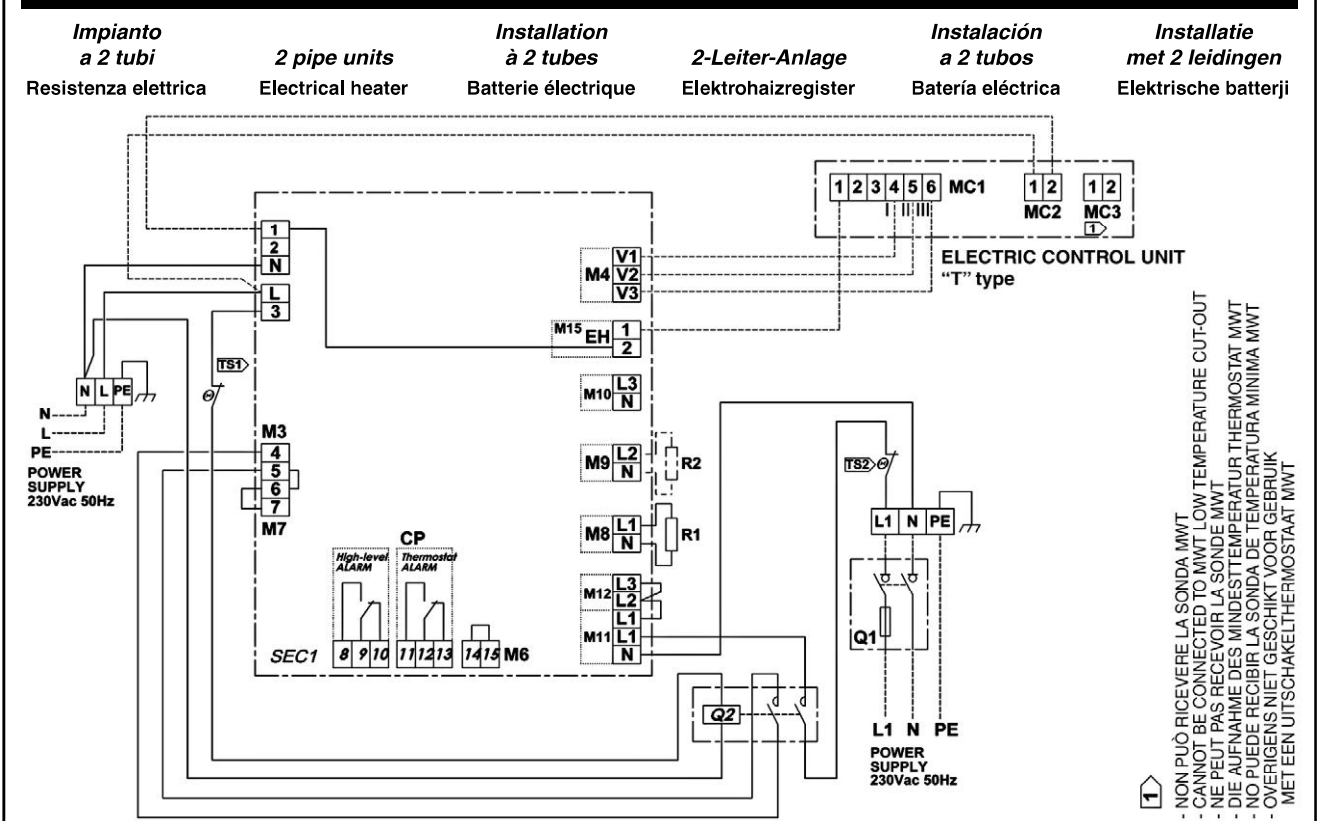 Impianto
a 2 tubi
Resistenza elettrica
2 pipe units
Electrical heater
Installation
à 2 tubes
Batterie électrique
2-Leiter-Anlage
Elektrohaizregister
Instalación
a 2 tubos
Batería eléctrica
Installatie
met 2 leidingen
Elektrische batterji
1 2 3 4 5 6 MC1
I II III
1 2
MC2
1 2
MC3
1
ELECTRIC CONTROL UNIT
“T” type
1
2
N
L
3
M4
V1
V2
V3
M15
EH
1
2
M10
L3
N
M9
L2
N
R2
M8
L1
N
R1
M12
L3
L2
L1
M11
L1
N
TS1
N L PE
N
L
PE
POWER
SUPPLY
230Vac 50Hz
M3
4
5
6
7
M7
CP
High-level
ALARM
Thermostat
ALARM
SEC1
8 9 10
11 12 13
14 15 M6
TS2
L1 N PE
Q1
Q2
L1 N PE
POWER
SUPPLY
230Vac 50Hz
1
- NON PUÒ RICEVERE LA SONDA MWT
- CANNOT BE CONNECTED TO MWT LOW TEMPERATURE CUT-OUT
- NE PEUT PAS RECEVOIR LA SONDE MWT
- DIE AUFNAHME DES MINDESTTEMPERATUR THERMOSTAT MWT
- NO PUEDE RECIBIR LA SONDA DE TEMPERATURA MINIMA MWT
- OVERIGENS NIET GESCHIKT VOOR GEBRUIK
MET EEN UITSCHAKELTHERMOSTAAT MWT